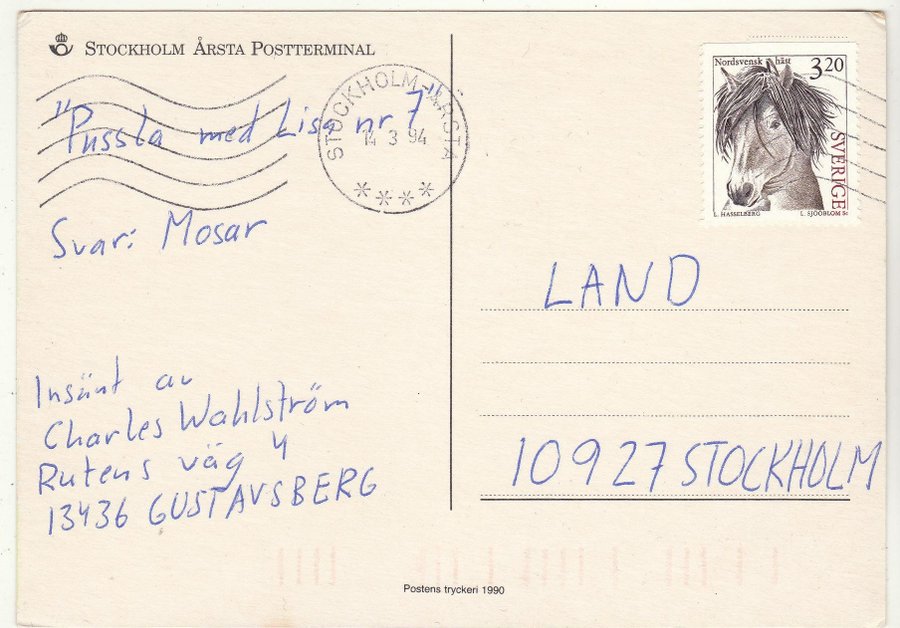 STOCKHOLM ÅRSTA POSTTERMINAL
"Pussla med Lisa nr 7"
STOCKHOLM ÅRSTA
14 3 94
Svar: Mosar
Insänt av
Charles Wahlström
Rutens väg 4
13436 GUSTAVSBERG
Nordsvensk häst
3.20
SVERIGE
L. HASSELBERG L. SJÖÖBLOM Sc
LAND
10927 STOCKHOLM
Postens tryckeri 1990